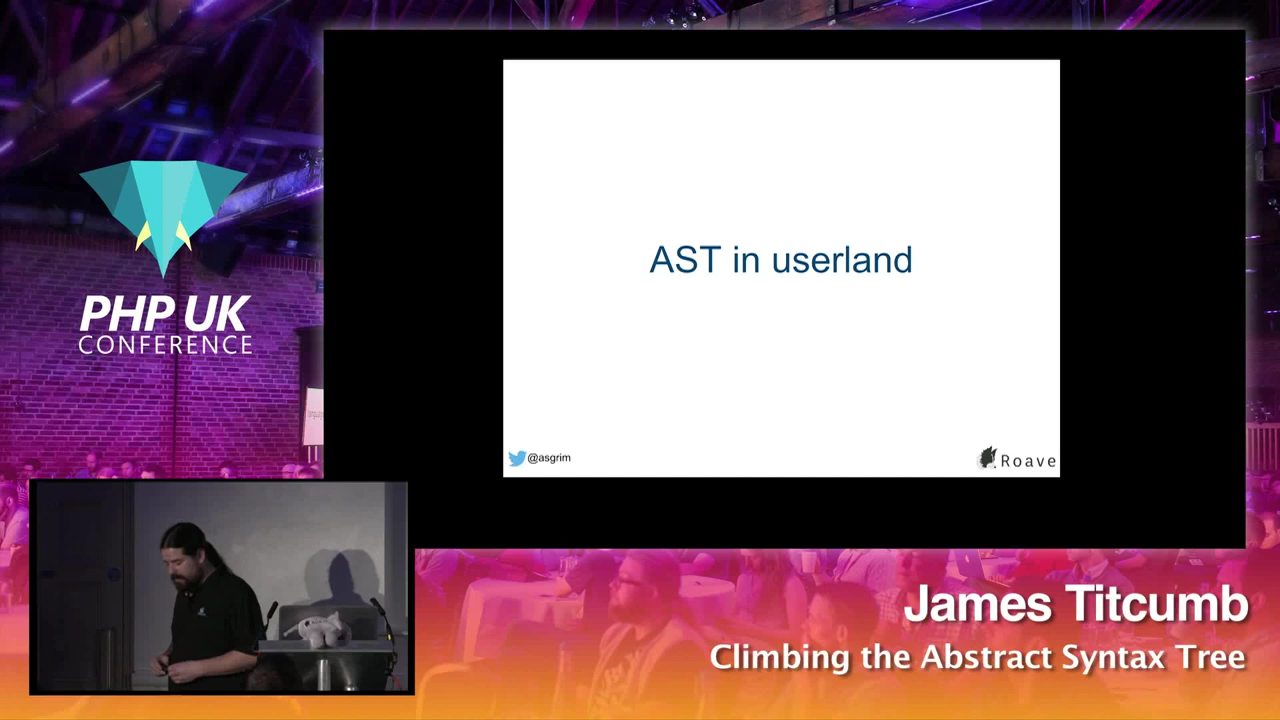 PHP UK
CONFERENCE
AST in userland
@asgrim
Roave
James Titcumb
Climbing the Abstract Syntax Tree